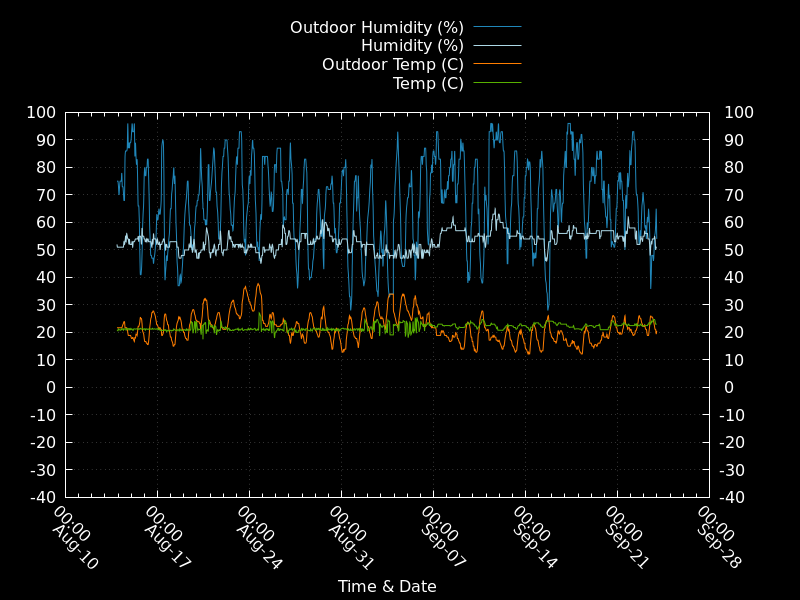 Outdoor Humidity (%)
Humidity (%)
Outdoor Temp (C)
Temp (C)
100 100
90 90
80 80
70 70
60 60
50 50
40 40
30 30
20 20
10 10
0 0
-10 -10
-20 -20
-30 -30
-40 -40
00:00 00:00 00:00 00:00 00:00 00:00 00:00 00:00
Aug-10 Aug-17 Aug-24 Aug-31 Sep-07 Sep-14 Sep-21 Sep-28
Time & Date